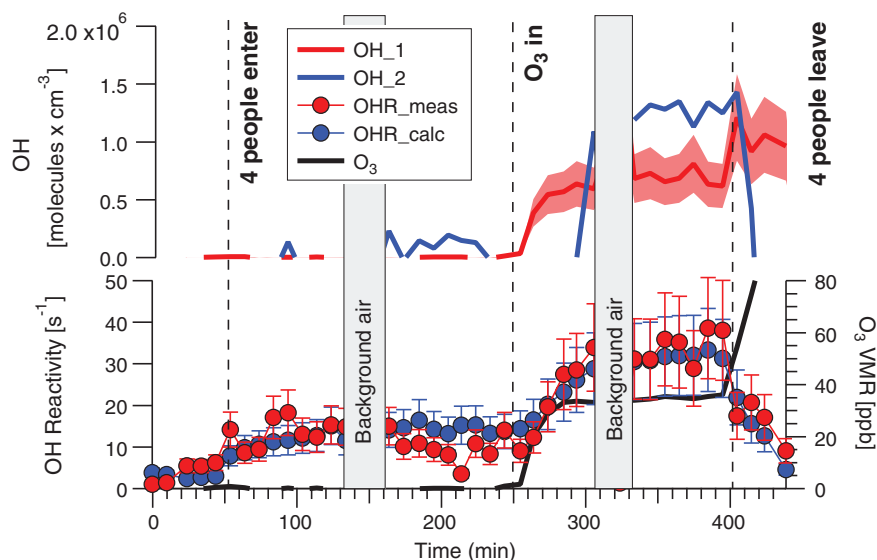 2.0 x10⁶
1.5
1.0
0.5
0.0
OH
[molecules x cm⁻³]
4 people enter
O₃ in
4 people leave
OH_1
OH_2
OHR_meas
OHR_calc
O₃
Background air
Background air
50
40
30
20
10
0
OH Reactivity [s⁻¹]
80
60
40
20
0
O₃ VMR [ppb]
0
100
200
300
400
Time (min)